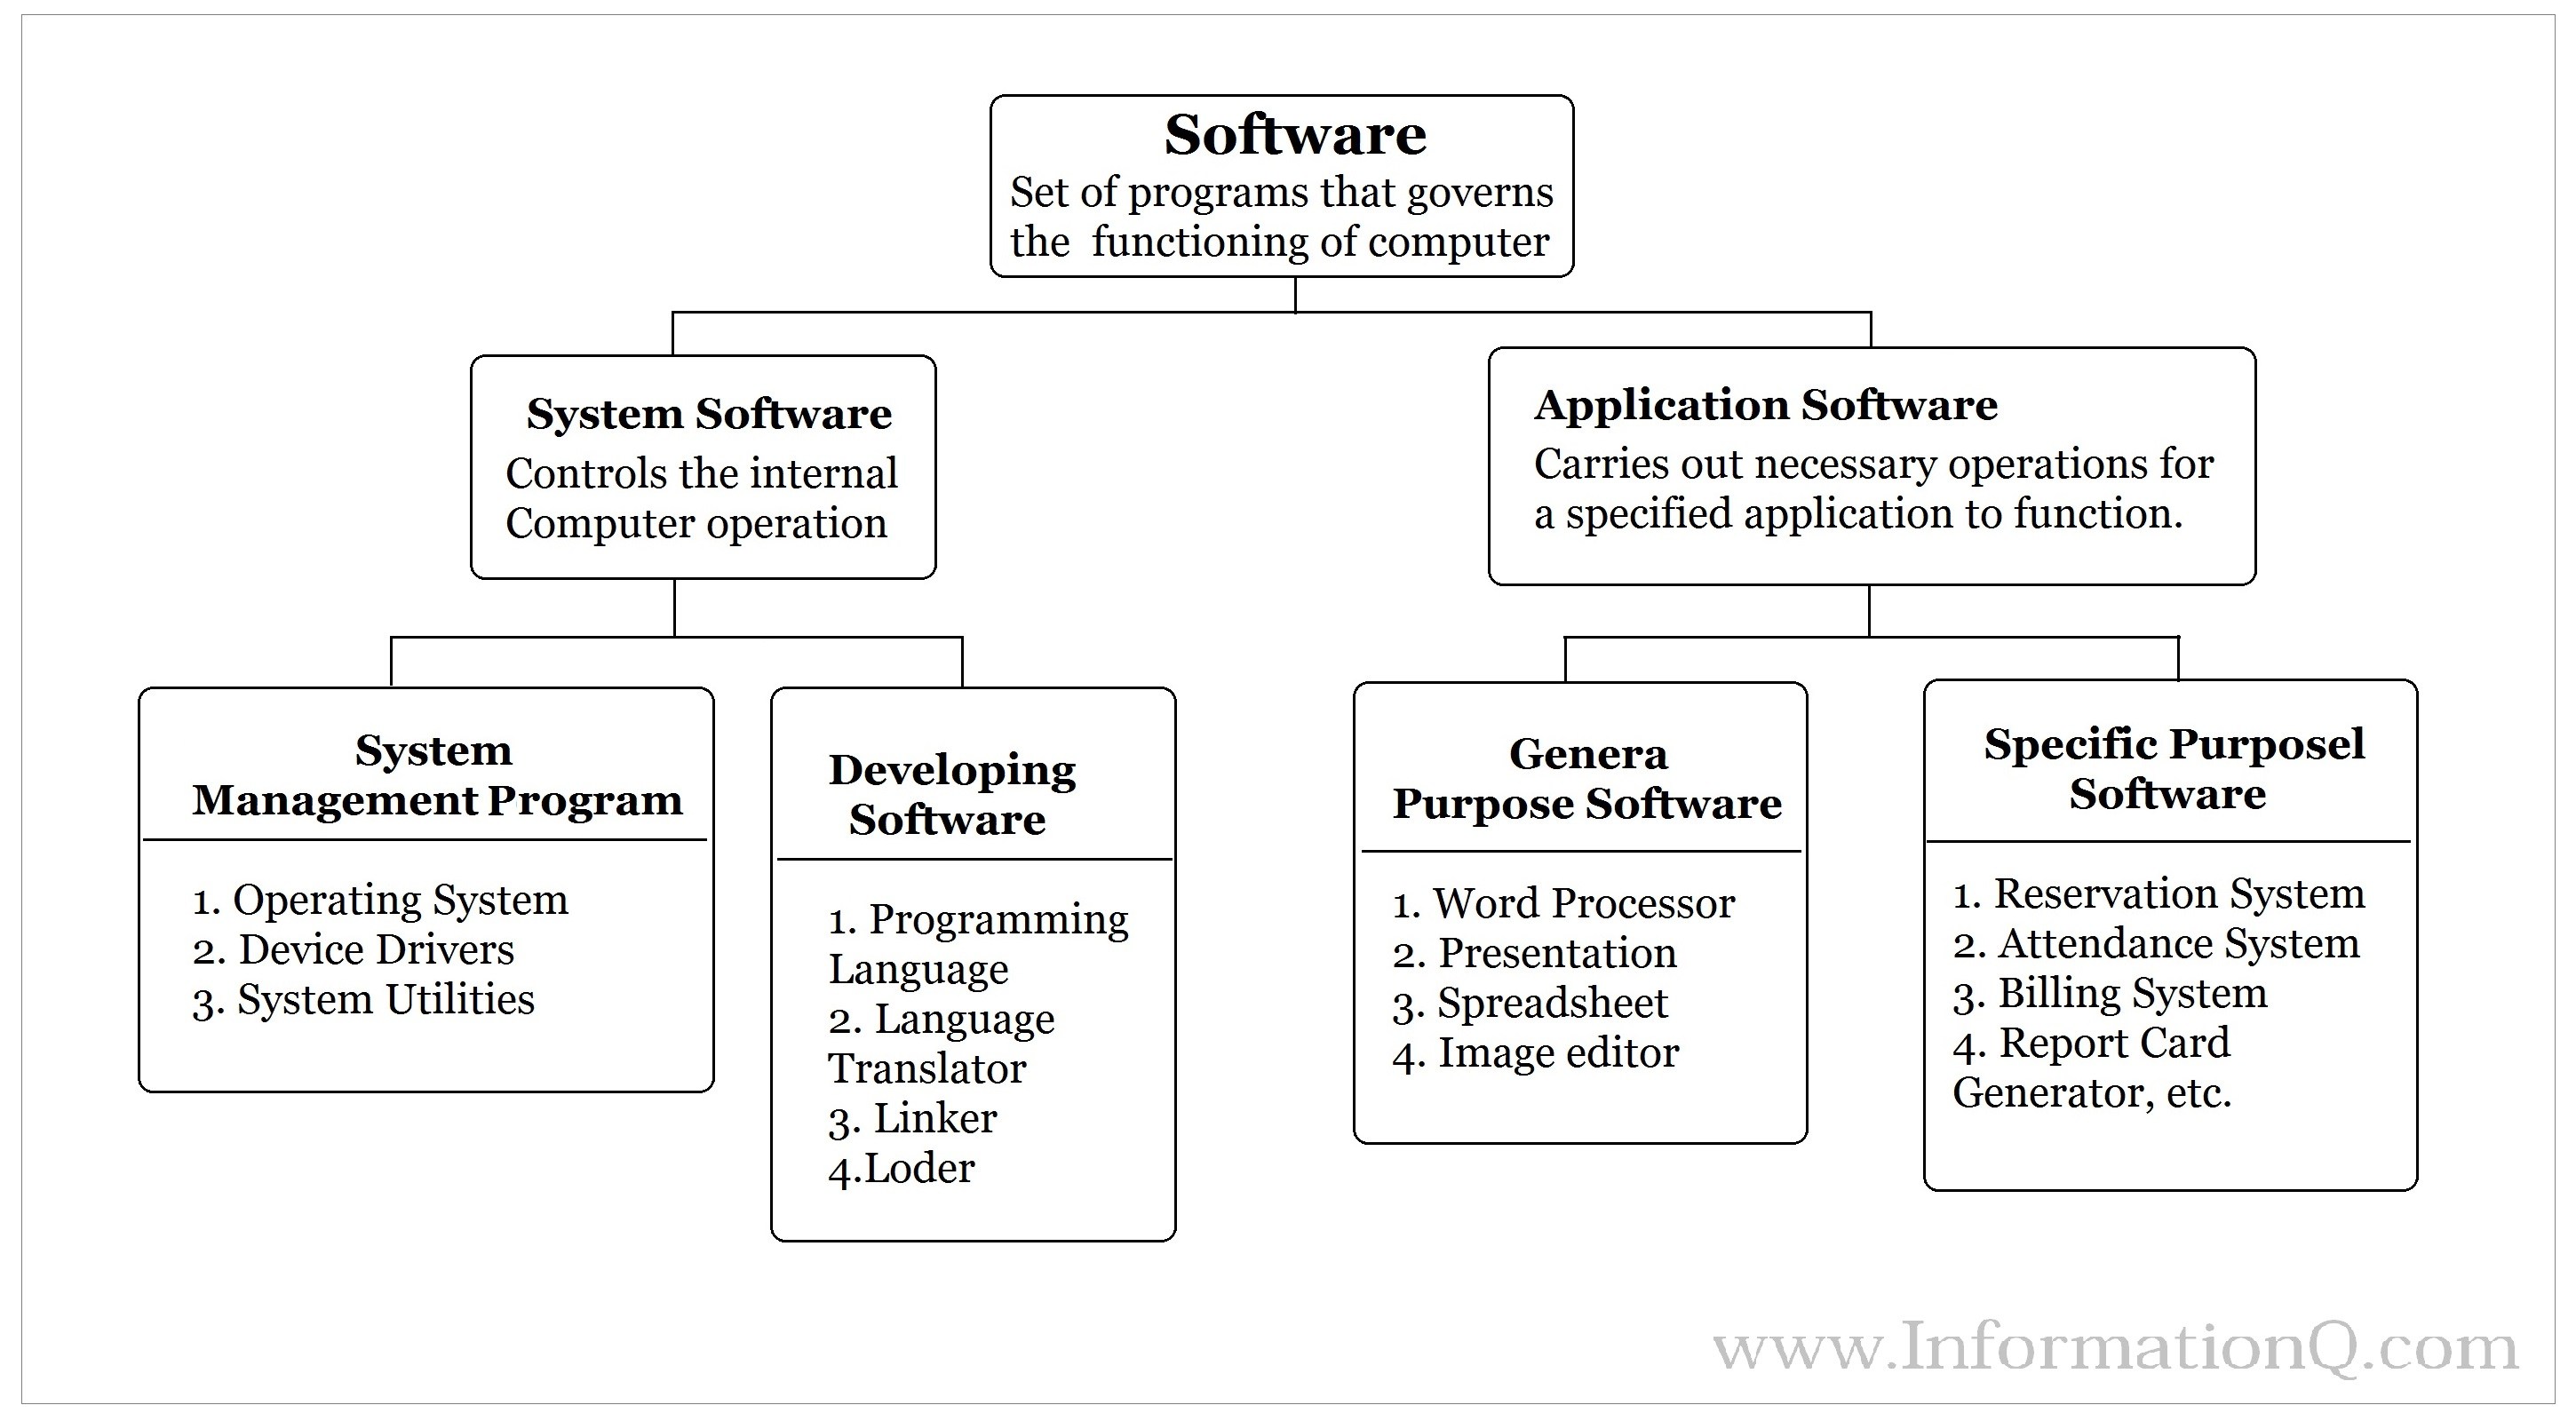 Software
Set of programs that governs
the functioning of computer
System Software
Controls the internal
Computer operation
Application Software
Carries out necessary operations for
a specified application to function.
System
Management Program
1. Operating System
2. Device Drivers
3. System Utilities
Developing
Software
1. Programming
Language
2. Language
Translator
3. Linker
4.Loder
Genera
Purpose Software
1. Word Processor
2. Presentation
3. Spreadsheet
4. Image editor
Specific Purposel
Software
1. Reservation System
2. Attendance System
3. Billing System
4. Report Card
Generator, etc.
www.InformationQ.com